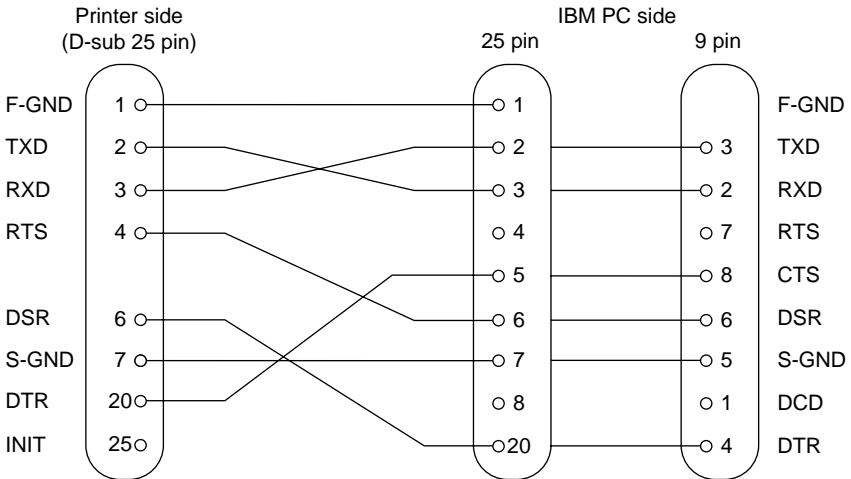 Printer side
(D-sub 25 pin)
IBM PC side
25 pin 9 pin
F-GND 1 1 F-GND
TXD 2 2 3 TXD
RXD 3 3 2 RXD
RTS 4 4 7 RTS
5 8 CTS
DSR 6 6 6 DSR
S-GND 7 7 5 S-GND
DTR 20 8 1 DCD
INIT 25 20 4 DTR